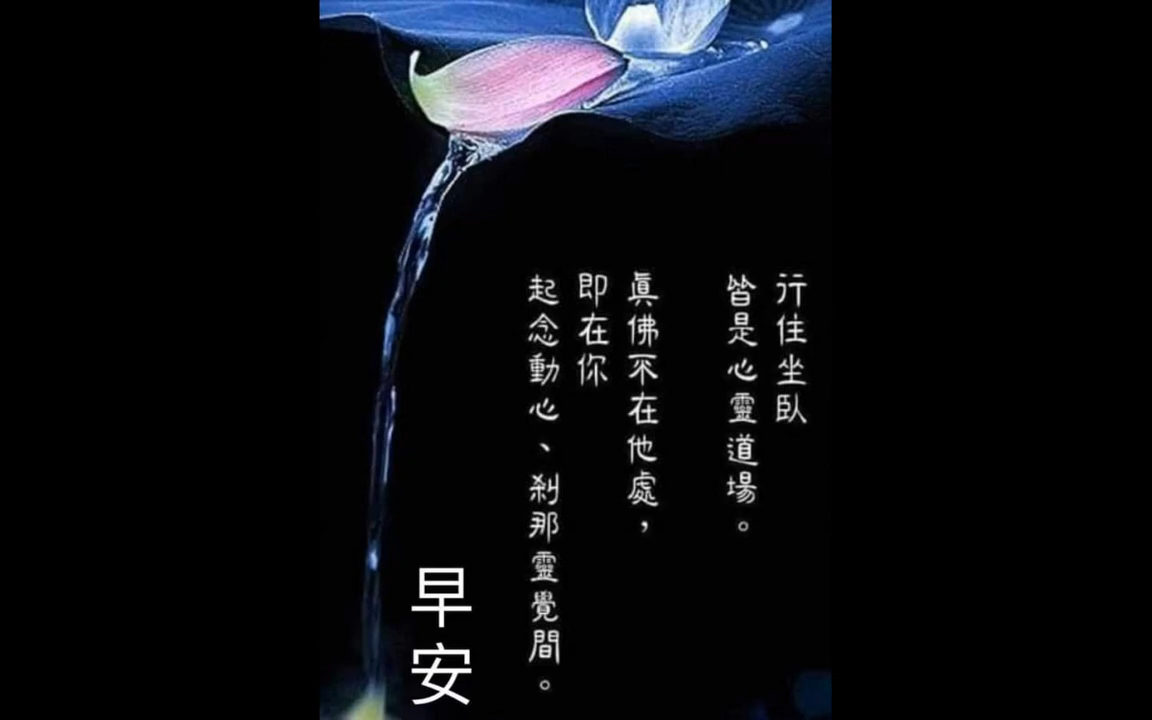 行住坐臥
皆是心靈道場。
眞佛不在他處，
即在你
起念動心、剎那靈覺間。
早安